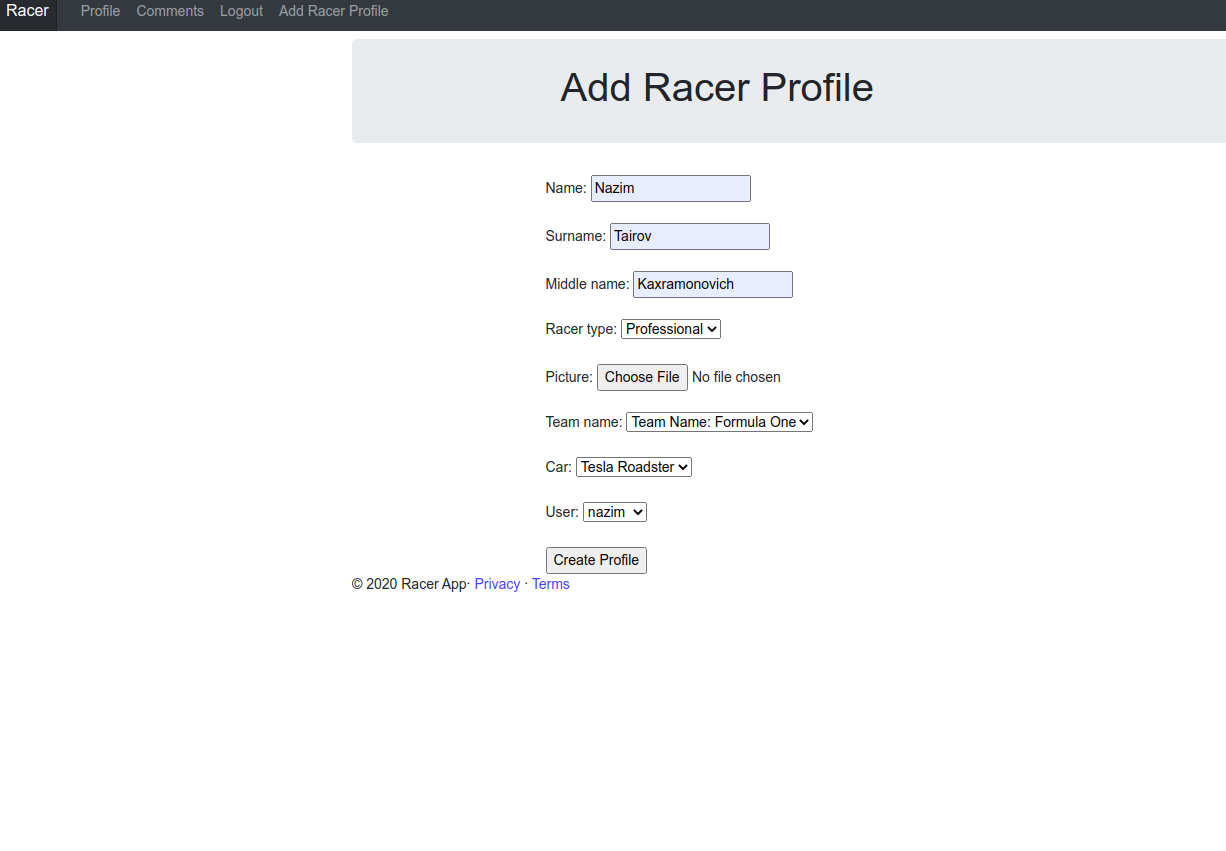 Racer Profile Comments Logout Add Racer Profile
Add Racer Profile
Name: Nazim
Surname: Tairov
Middle name: Kaxramonovich
Racer type: Professional
Picture: Choose File No file chosen
Team name: Team Name: Formula One
Car: Tesla Roadster
User: nazim
Create Profile
© 2020 Racer App· Privacy · Terms